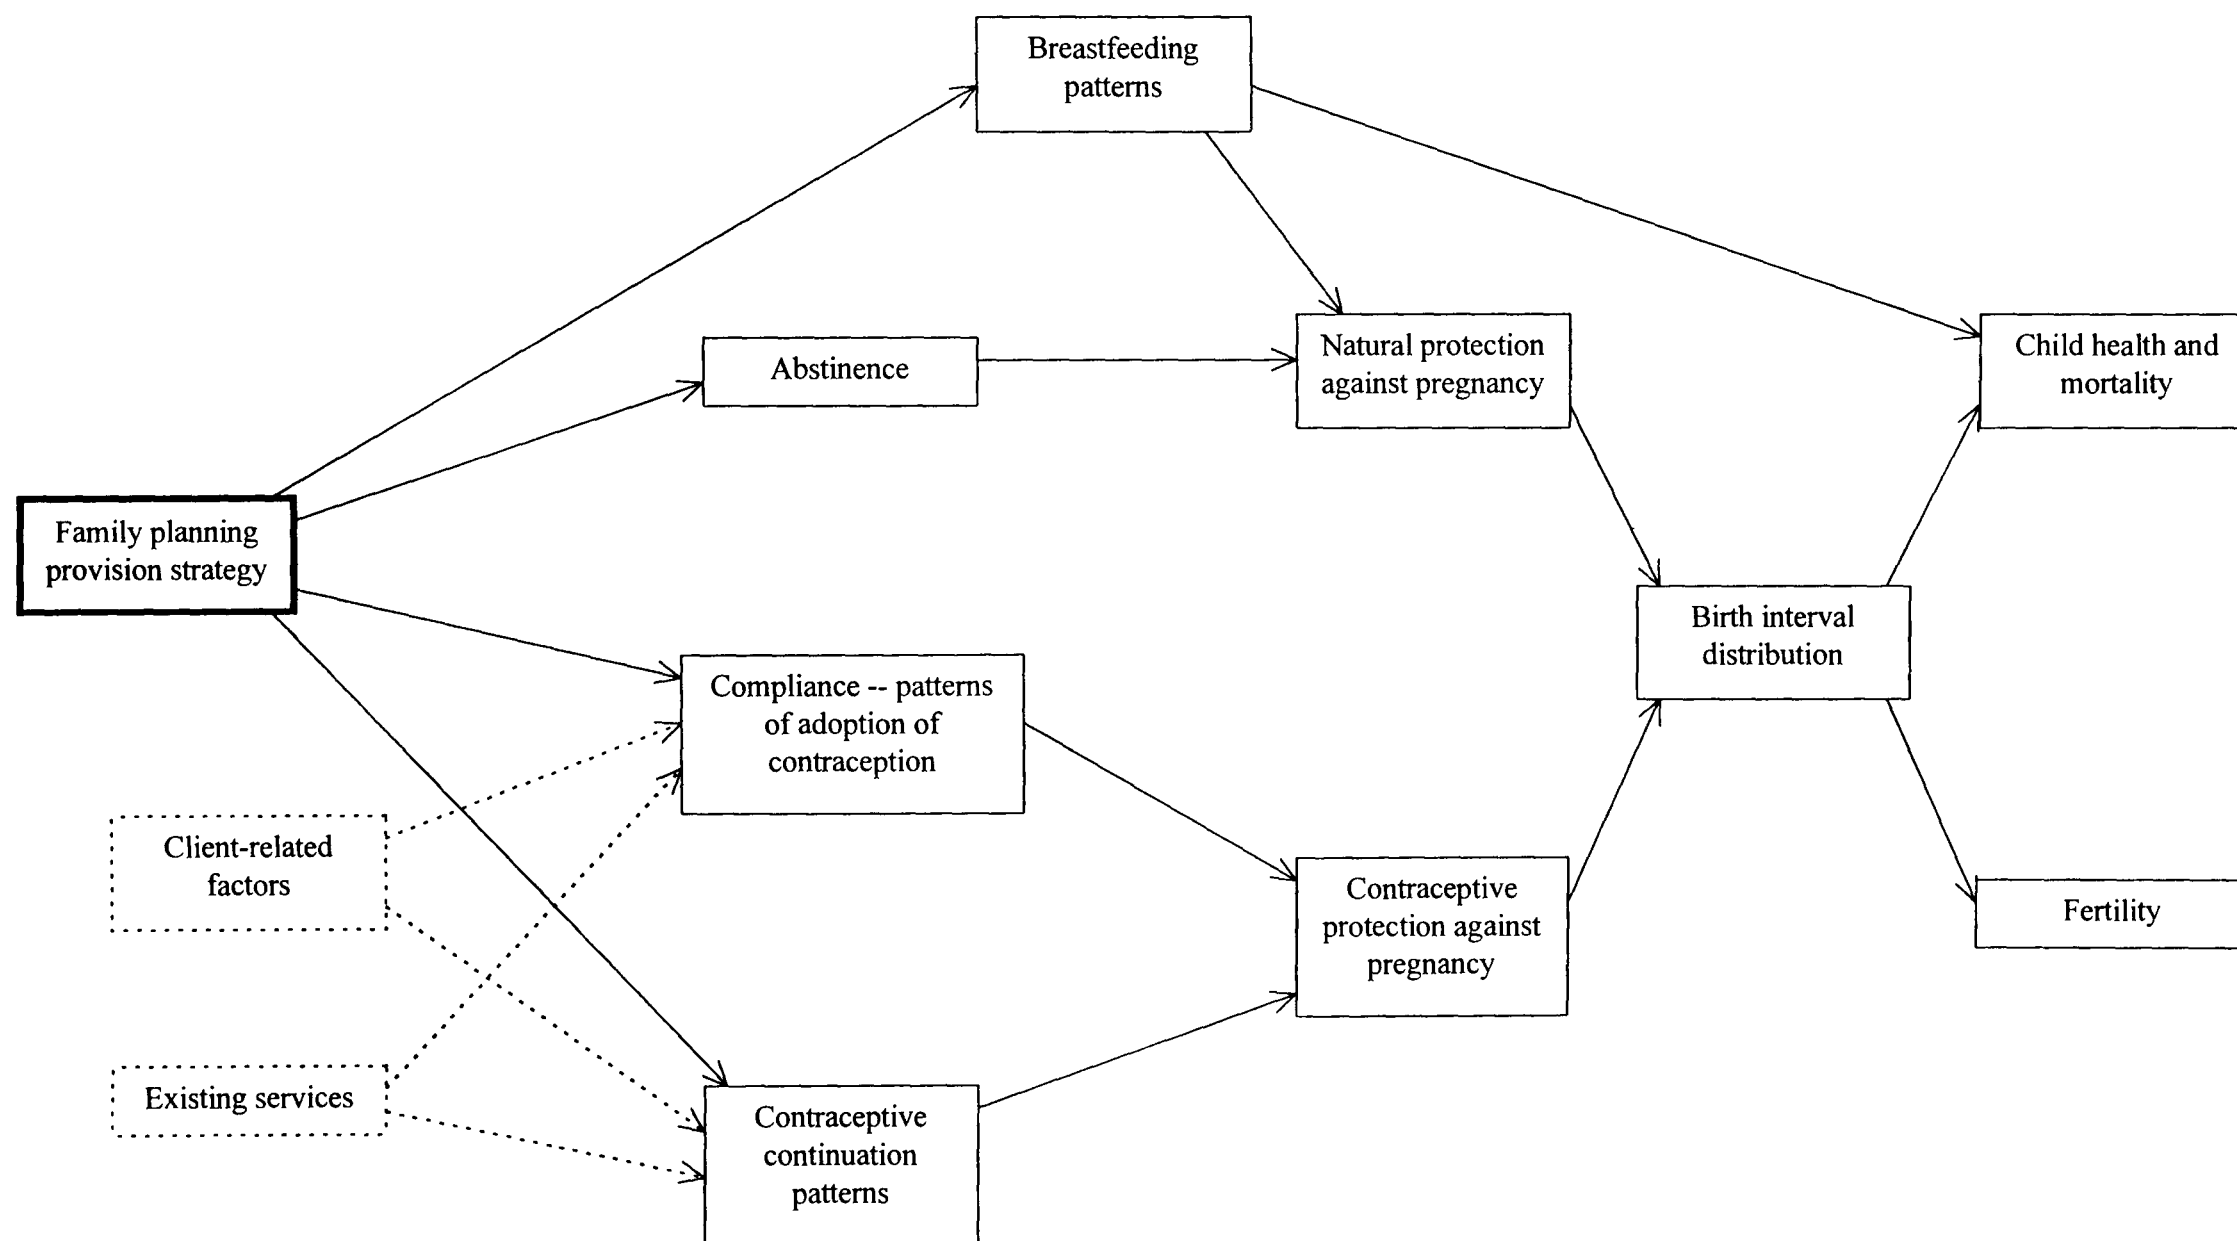 Breastfeeding
patterns
Abstinence
Natural protection
against pregnancy
Child health and
mortality
Family planning
provision strategy
Birth interval
distribution
Compliance -- patterns
of adoption of
contraception
Client-related
factors
Contraceptive
protection against
pregnancy
Fertility
Existing services
Contraceptive
continuation
patterns